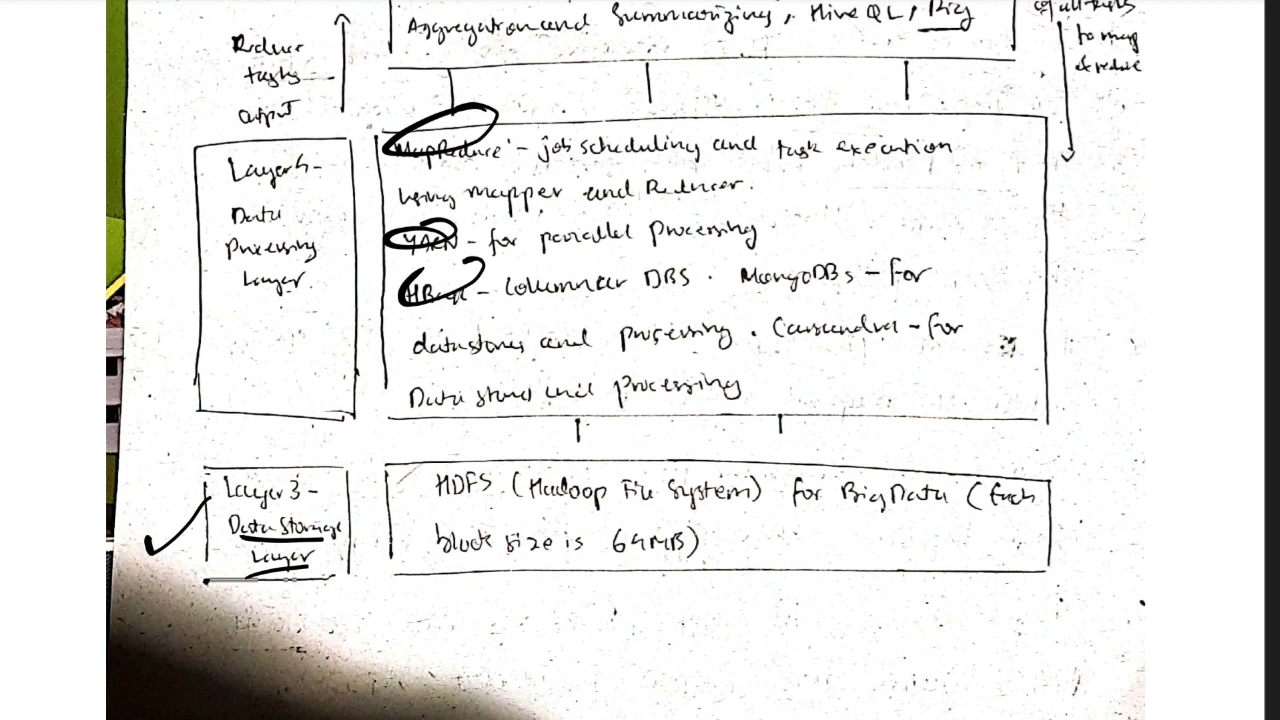 Aggregation and Summarizing, Hive QL, Pig
Reducer
tasks
output
to map
& reduce
Layer 4 -
Data
Processing
Layer
MapReduce - job scheduling and task execution
using mapper and Reducer.
YARN - for parallel processing
HBase - columnar DBS. MongoDBs - for
datastores and processing. Cassandra - for
Data stores and processing
Layer 3 -
Data Storage
Layer
HDFS (Hadoop File System) for Big Data (Each
block size is 64MB)